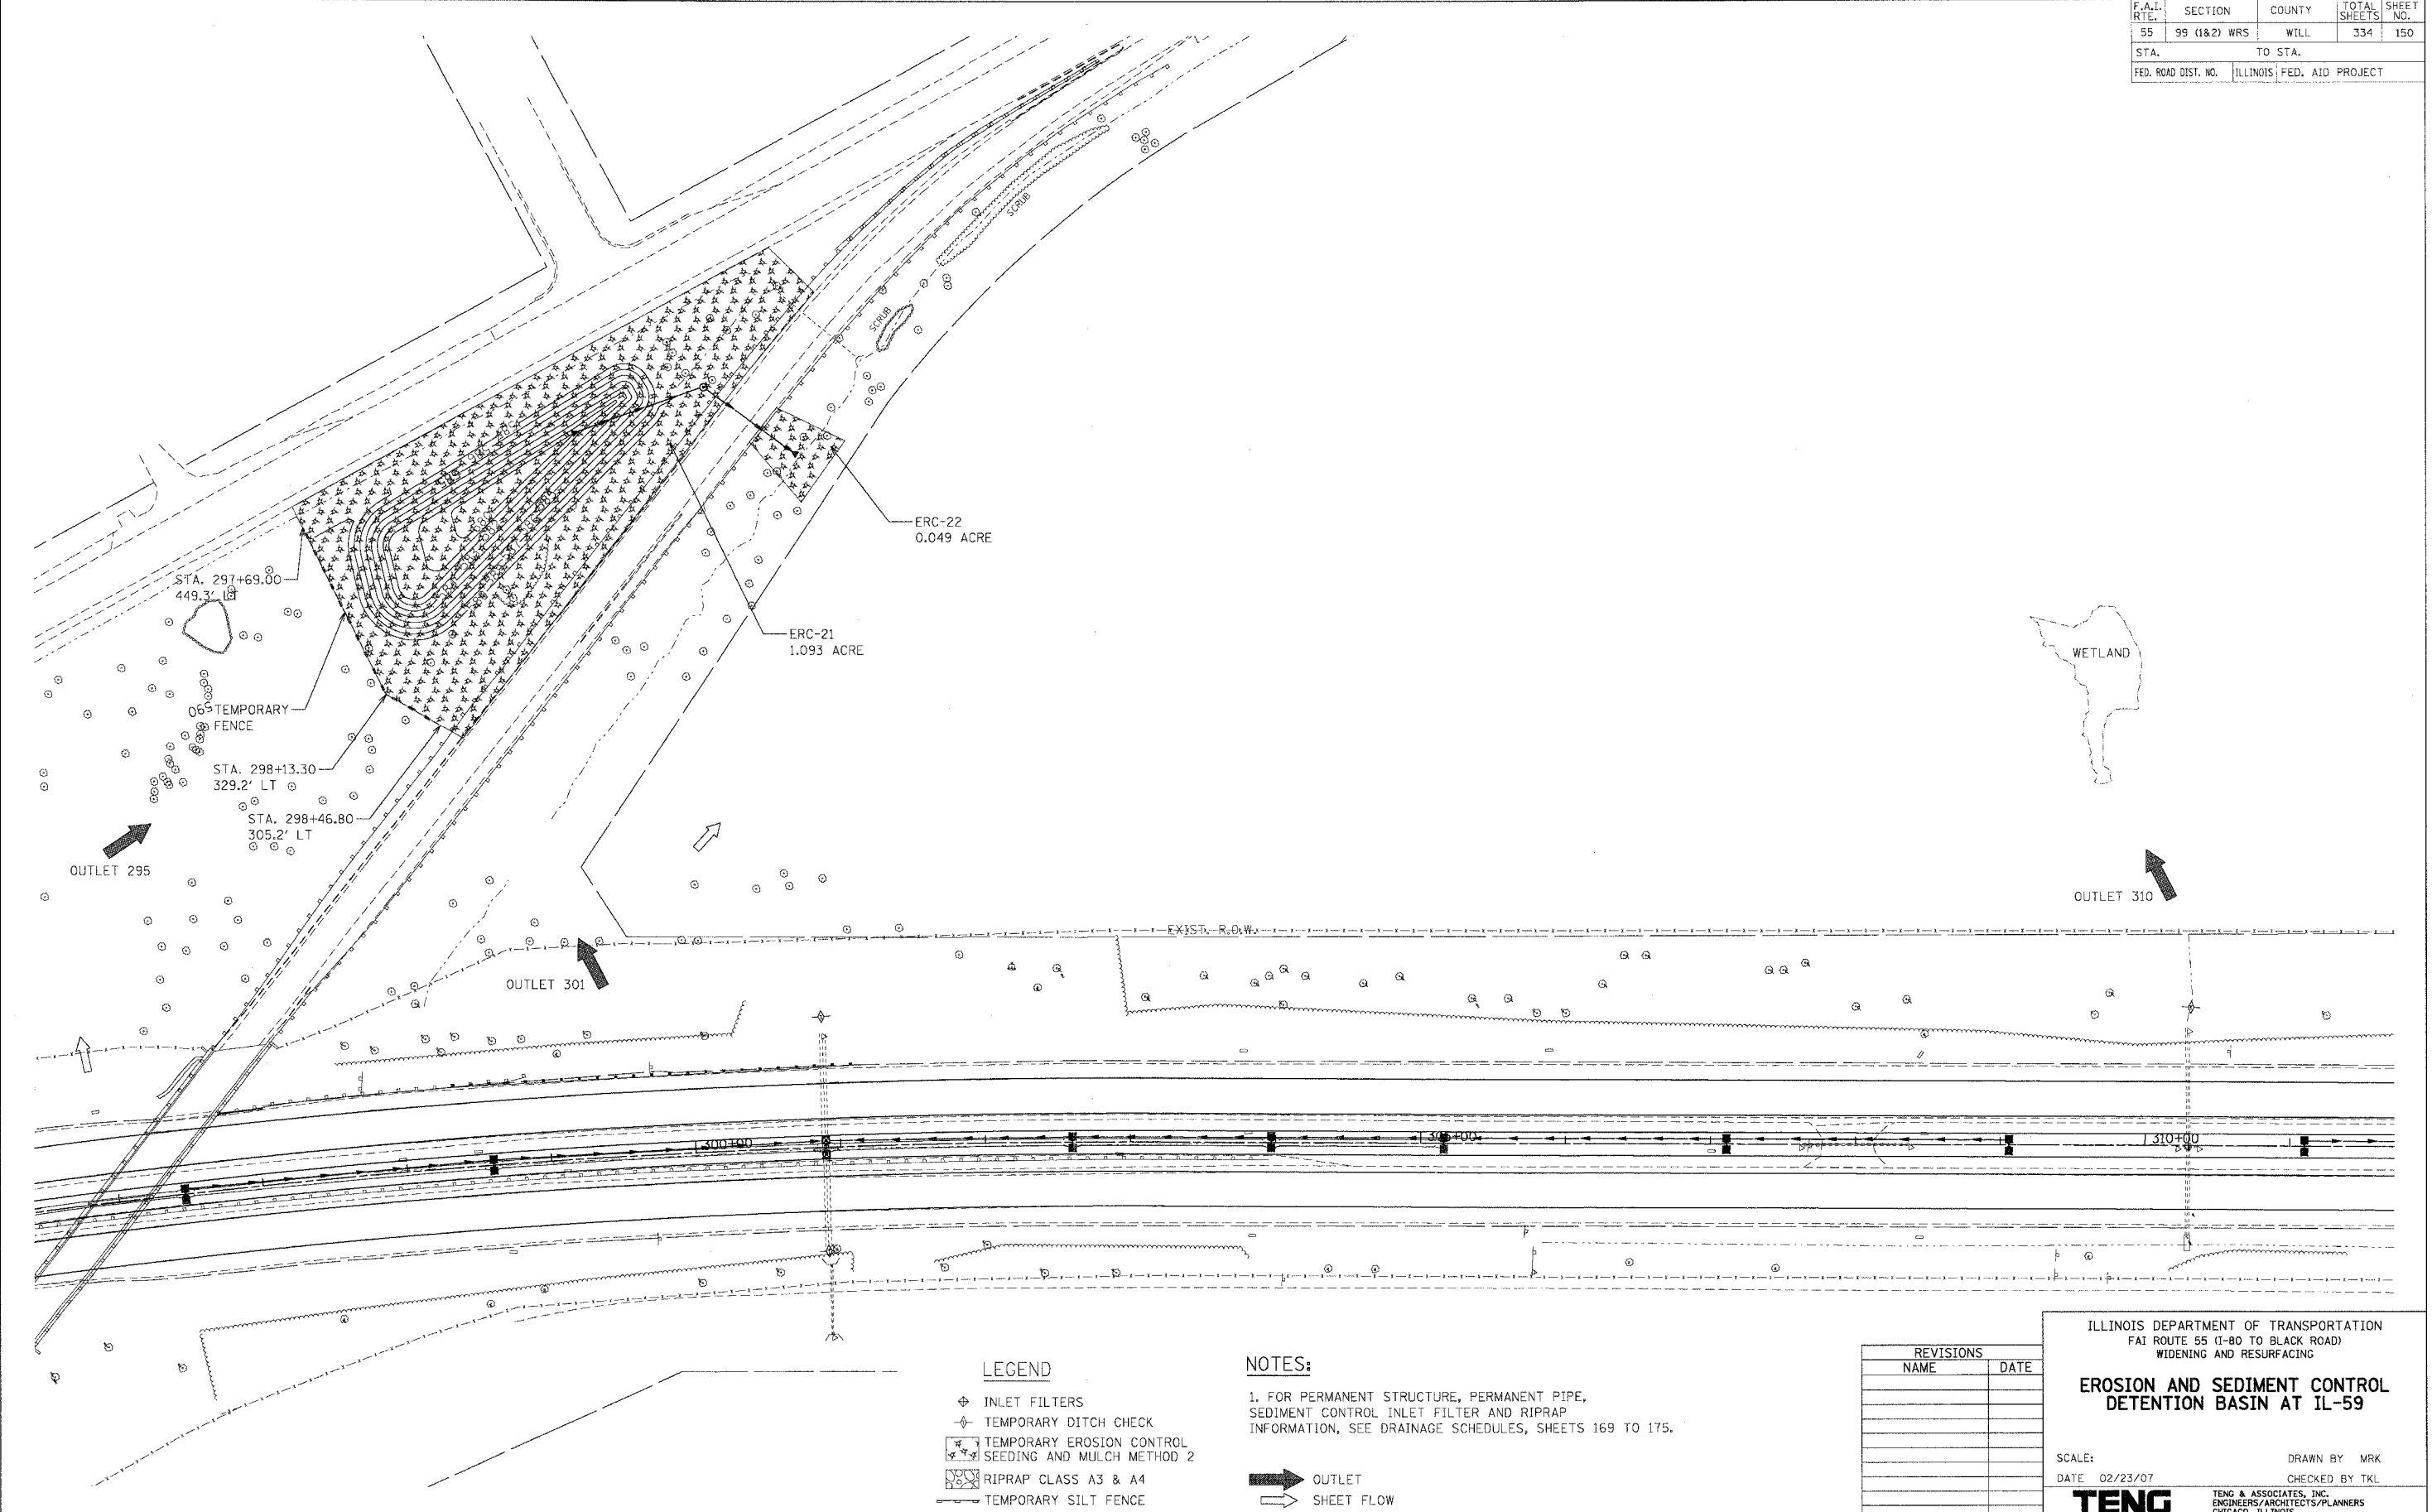 F.A.I. RTE. SECTION COUNTY TOTAL SHEETS SHEET NO.
55 99 (1&2) WRS WILL 334 150
STA. TO STA.
FED. ROAD DIST. NO. ILLINOIS FED. AID PROJECT
SCRUB
SCRUB
ERC-22
0.049 ACRE
STA. 297+69.00
449.3' LT
ERC-21
1.093 ACRE
WETLAND
590
TEMPORARY
FENCE
STA. 298+13.30
329.2' LT
STA. 298+46.80
305.2' LT
OUTLET 295
OUTLET 310
EXIST. R.O.W.
OUTLET 301
300+00
305+00
310+00
LEGEND
INLET FILTERS
TEMPORARY DITCH CHECK
TEMPORARY EROSION CONTROL
SEEDING AND MULCH METHOD 2
RIPRAP CLASS A3 & A4
TEMPORARY SILT FENCE
NOTES:
1. FOR PERMANENT STRUCTURE, PERMANENT PIPE,
SEDIMENT CONTROL INLET FILTER AND RIPRAP
INFORMATION, SEE DRAINAGE SCHEDULES, SHEETS 169 TO 175.
OUTLET
SHEET FLOW
REVISIONS
NAME DATE
ILLINOIS DEPARTMENT OF TRANSPORTATION
FAI ROUTE 55 (I-80 TO BLACK ROAD)
WIDENING AND RESURFACING
EROSION AND SEDIMENT CONTROL
DETENTION BASIN AT IL-59
SCALE: DRAWN BY MRK
DATE 02/23/07 CHECKED BY TKL
TENG
TENG & ASSOCIATES, INC.
ENGINEERS/ARCHITECTS/PLANNERS
CHICAGO, ILLINOIS